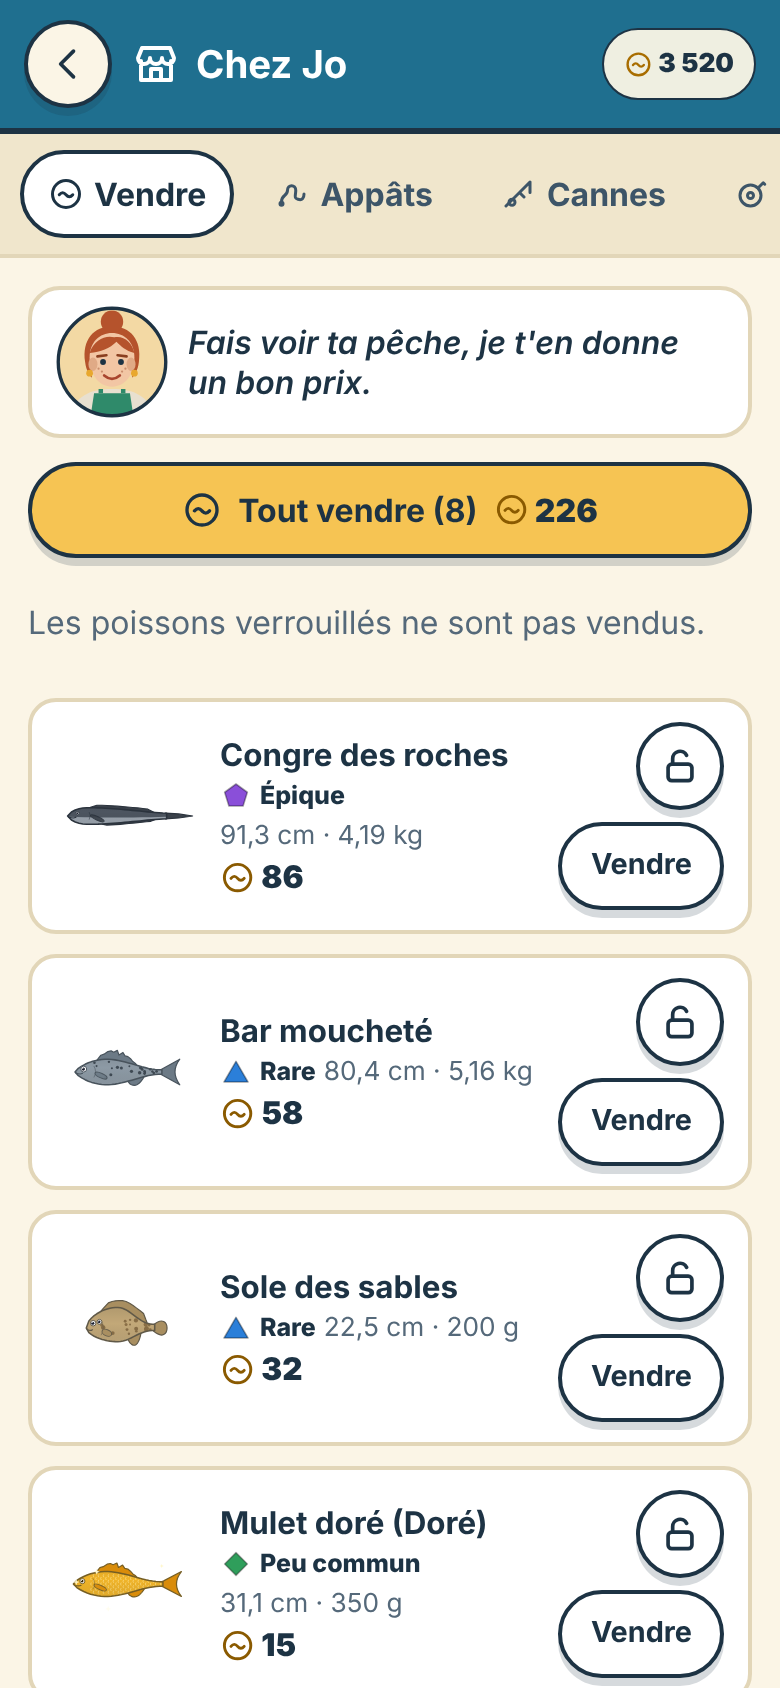 Chez Jo
3 520
Vendre
Appâts
Cannes
Fais voir ta pêche, je t'en donne
un bon prix.
Tout vendre (8) 226
Les poissons verrouillés ne sont pas vendus.
Congre des roches
Épique
91,3 cm · 4,19 kg
86
Vendre
Bar moucheté
Rare 80,4 cm · 5,16 kg
58
Vendre
Sole des sables
Rare 22,5 cm · 200 g
32
Vendre
Mulet doré (Doré)
Peu commun
31,1 cm · 350 g
15
Vendre